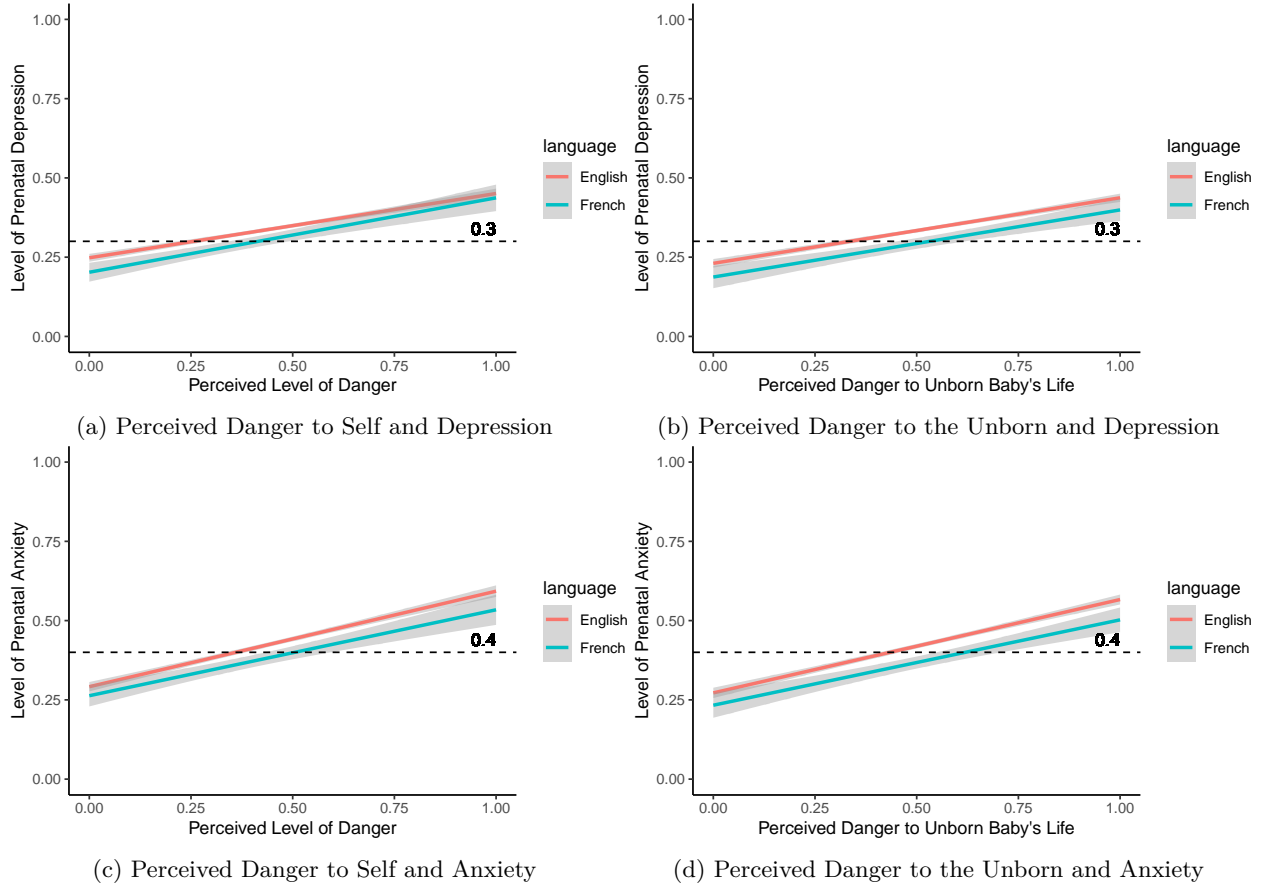 1.00
0.75
0.50
0.25
0.00
Level of Prenatal Depression
0.3
0.00 0.25 0.50 0.75 1.00
Perceived Level of Danger
language
English
French
(a) Perceived Danger to Self and Depression
1.00
0.75
0.50
0.25
0.00
Level of Prenatal Depression
0.3
0.00 0.25 0.50 0.75 1.00
Perceived Danger to Unborn Baby's Life
language
English
French
(b) Perceived Danger to the Unborn and Depression
1.00
0.75
0.50
0.25
0.00
Level of Prenatal Anxiety
0.4
0.00 0.25 0.50 0.75 1.00
Perceived Level of Danger
language
English
French
(c) Perceived Danger to Self and Anxiety
1.00
0.75
0.50
0.25
0.00
Level of Prenatal Anxiety
0.4
0.00 0.25 0.50 0.75 1.00
Perceived Danger to Unborn Baby's Life
language
English
French
(d) Perceived Danger to the Unborn and Anxiety